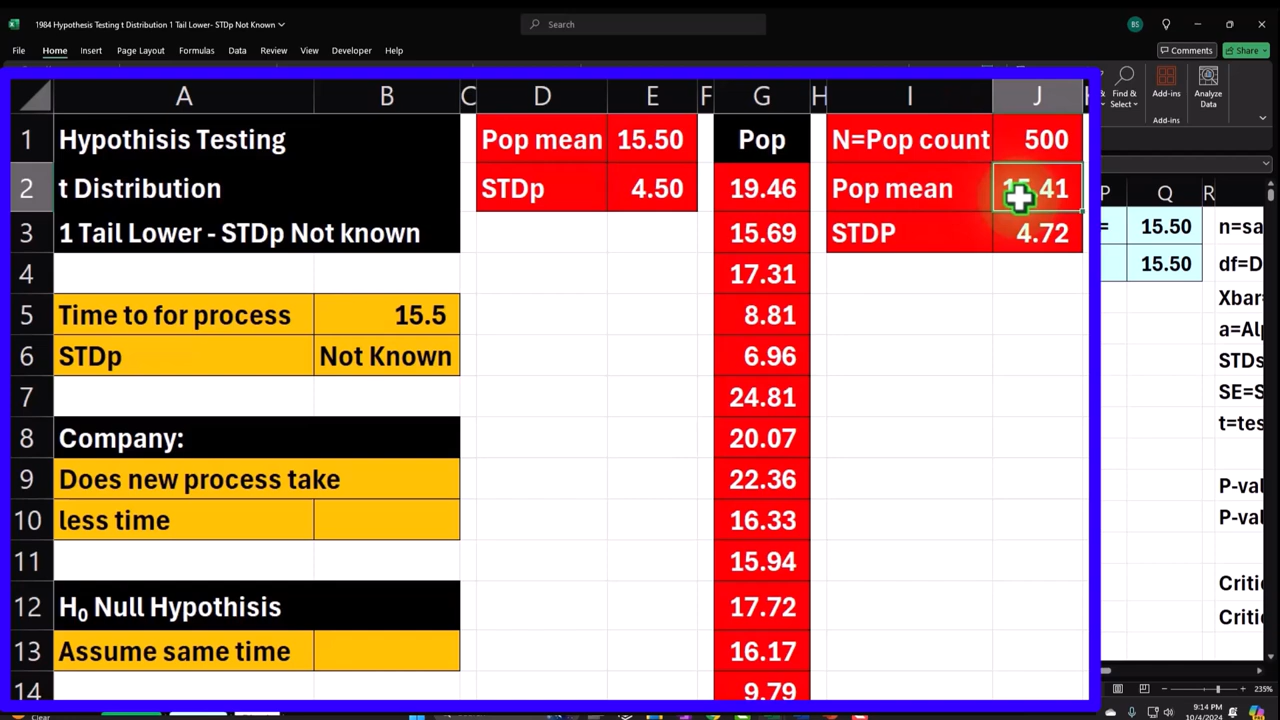 1984 Hypothesis Testing t Distribution 1 Tail Lower- STDp Not Known
Search
BS
File Home Insert Page Layout Formulas Data Review View Developer Help
Comments
Share
Find & Select
Add-ins
Analyze Data
Add-ins
A B C D E F G H I J
1 Hypothisis Testing Pop mean 15.50 Pop N=Pop count 500
2 t Distribution STDp 4.50 19.46 Pop mean 15.41
3 1 Tail Lower - STDp Not known 15.69 STDP 4.72
4 17.31
5 Time to for process 15.5 8.81
6 STDp Not Known 6.96
7 24.81
8 Company: 20.07
9 Does new process take 22.36
10 less time 16.33
11 15.94
12 H₀ Null Hypothisis 17.72
13 Assume same time 16.17
14 9.79
P Q R
= 15.50 n=sa
15.50 df=D
Xbar=
a=Alp
STDs
SE=S
t=tes
P-val
P-val
Critic
Critic
235%
Clear
9:14 PM
10/4/2024